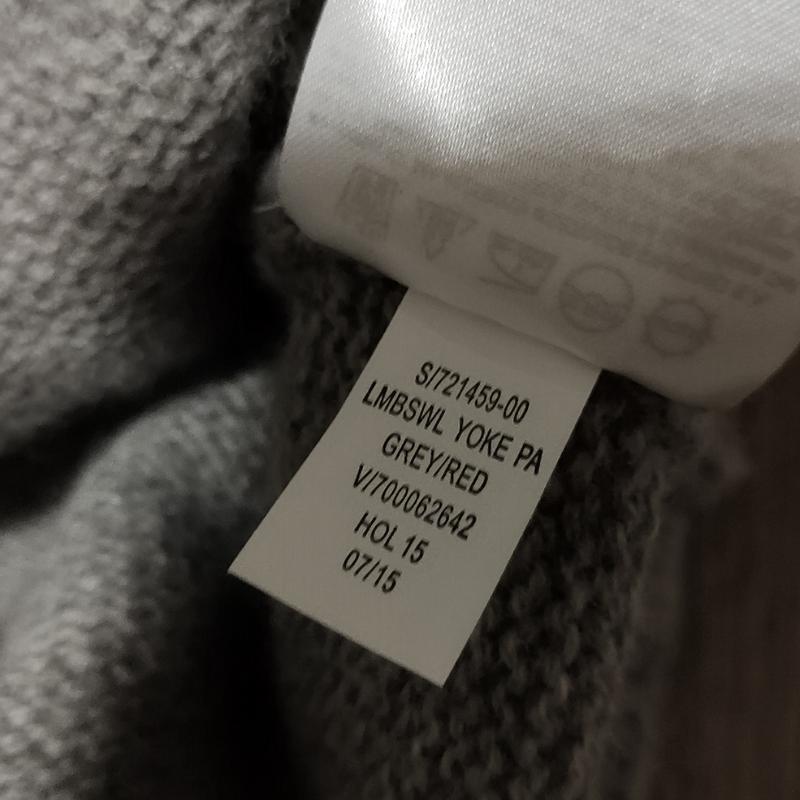 S/721459-00
LMBSWL YOKE PA
GREY/RED
V/700062642
HOL 15
07/15